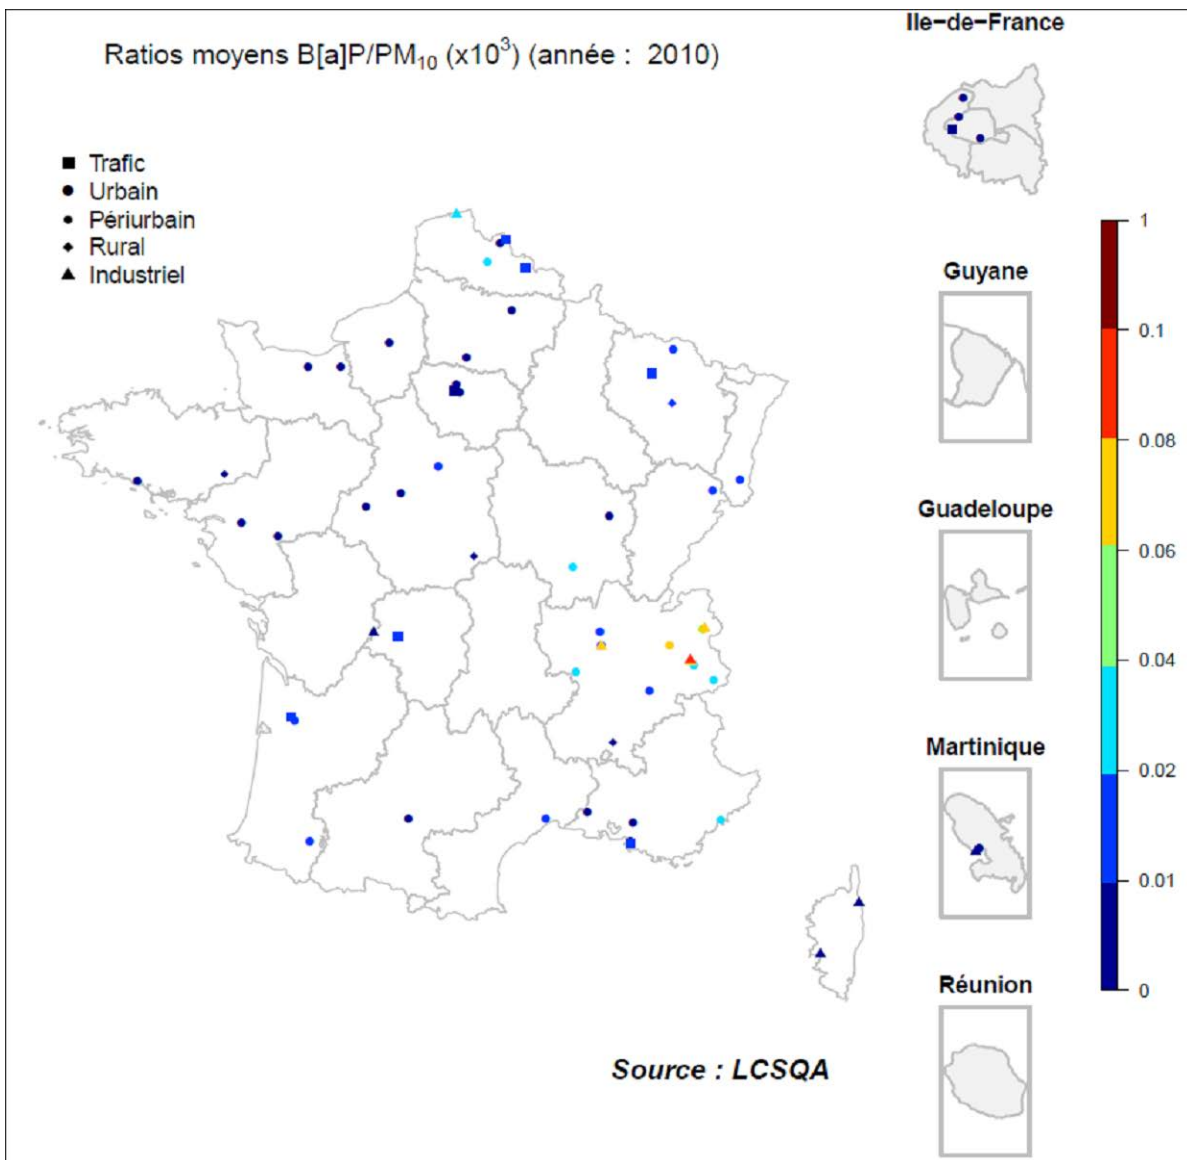 Ile−de−France
Ratios moyens B[a]P/PM₁₀ (x10³) (année : 2010)
Trafic
Urbain
Périurbain
Rural
Industriel
1
Guyane
0.1
0.08
Guadeloupe
0.06
0.04
Martinique
0.02
0.01
Réunion
0
Source : LCSQA